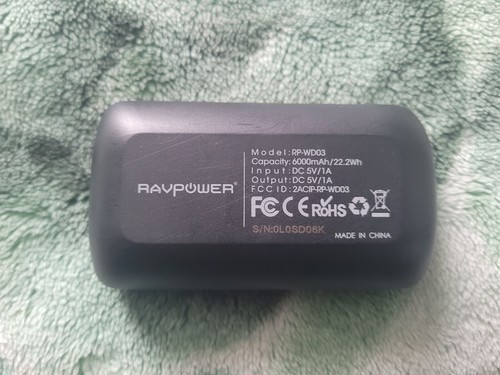 RAVPOWER®
Model: RP-WD03
Capacity: 6000mAh/22.2Wh
Input: DC 5V/1A
Output: DC 5V/1A
FCC ID: 2ACIP-RP-WD03
FC CE RoHS
S/N:0L0SD06K
MADE IN CHINA